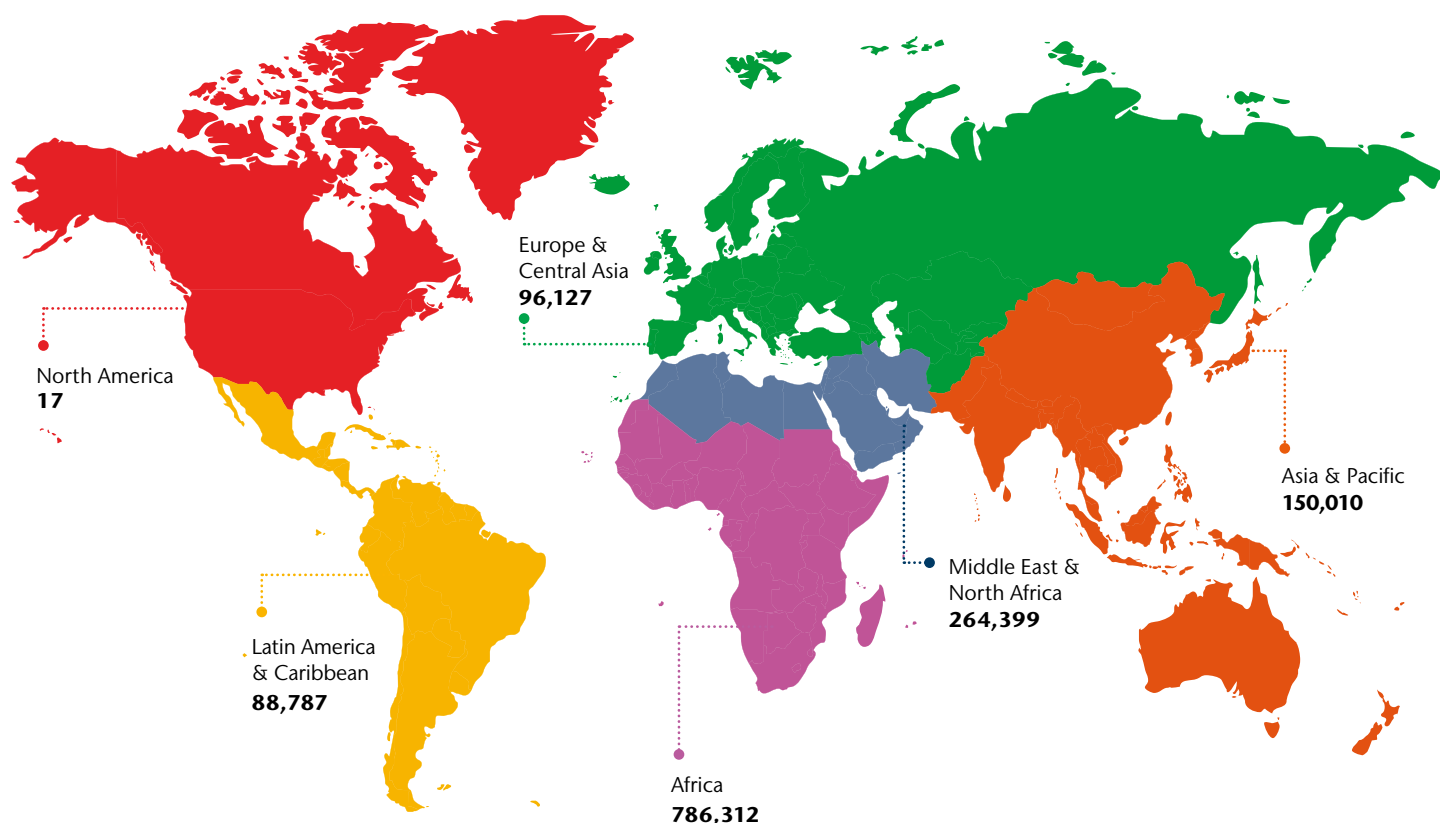 Europe &
Central Asia
96,127
North America
17
Asia & Pacific
150,010
Middle East &
North Africa
264,399
Latin America
& Caribbean
88,787
Africa
786,312